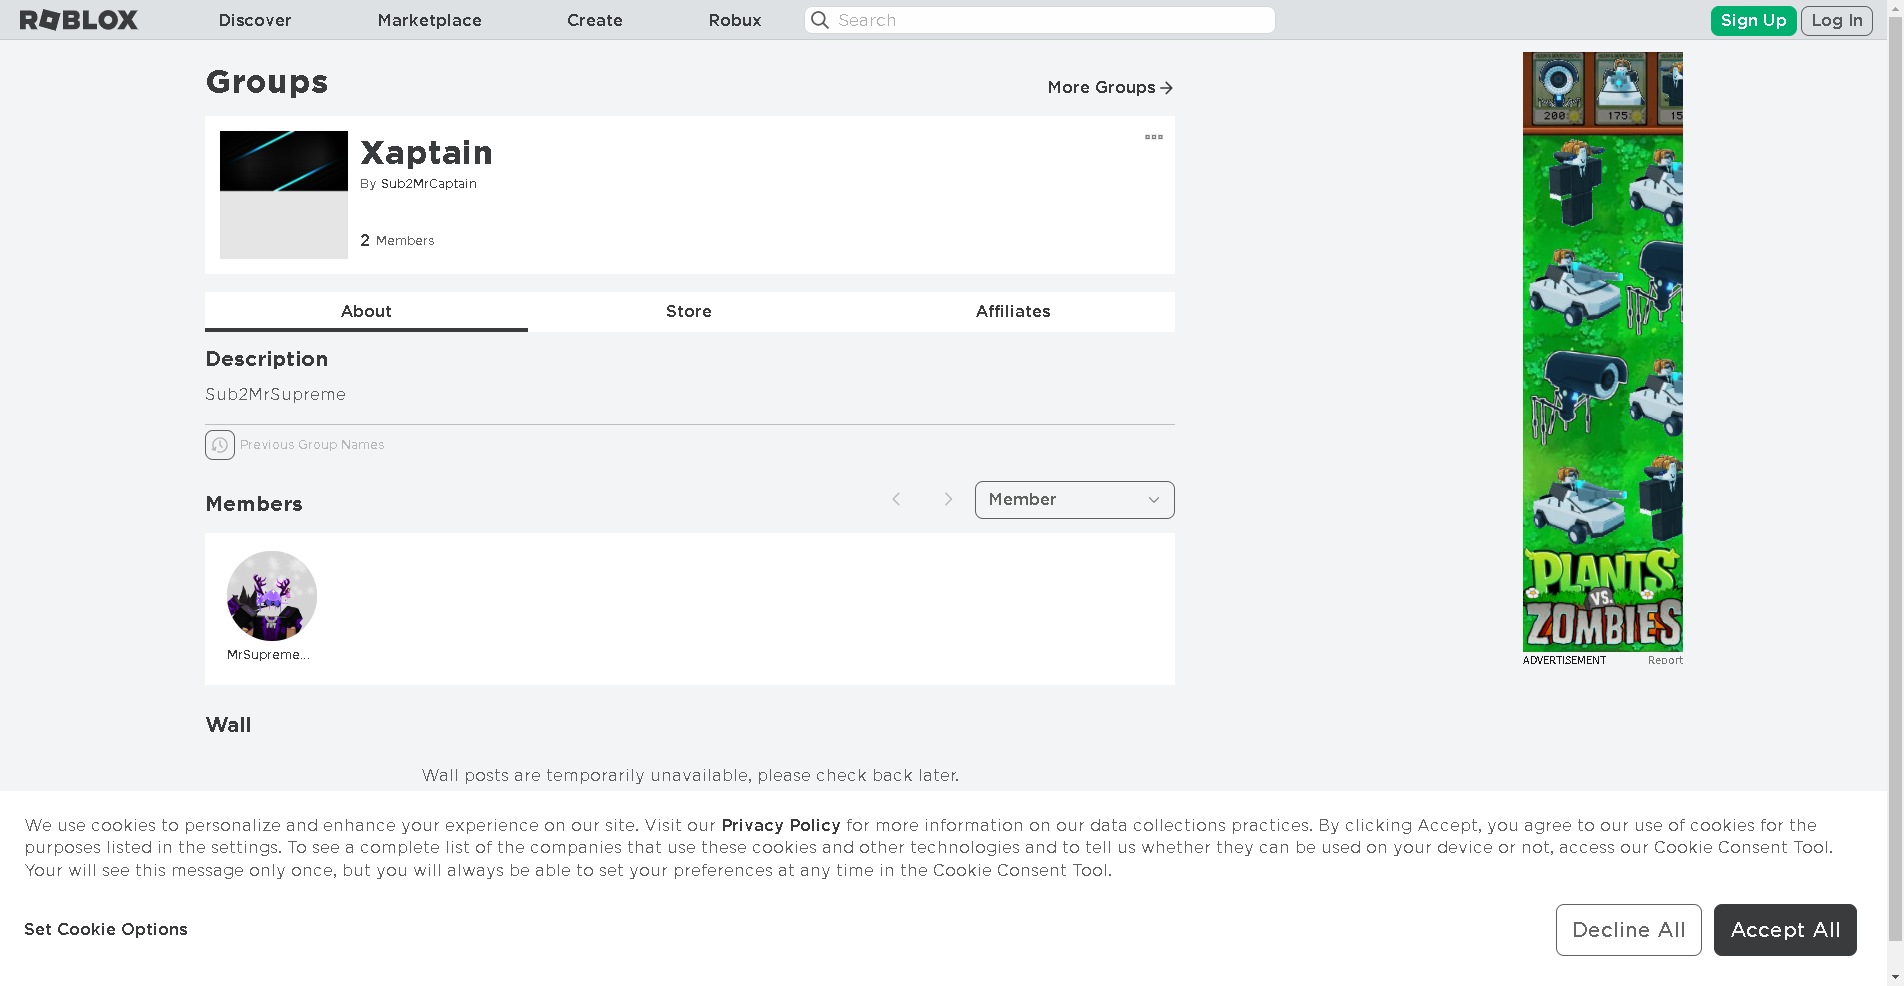 ROBLOX
Discover
Marketplace
Create
Robux
Search
Sign Up
Log In
Groups
More Groups
Xaptain
By Sub2MrCaptain
2 Members
About
Store
Affiliates
Description
Sub2MrSupreme
Previous Group Names
Members
Member
MrSupreme...
Wall
Wall posts are temporarily unavailable, please check back later.
200
175
15
PLANTS
VS.
ZOMBIES
ADVERTISEMENT
Report
We use cookies to personalize and enhance your experience on our site. Visit our Privacy Policy for more information on our data collections practices. By clicking Accept, you agree to our use of cookies for the
purposes listed in the settings. To see a complete list of the companies that use these cookies and other technologies and to tell us whether they can be used on your device or not, access our Cookie Consent Tool.
Your will see this message only once, but you will always be able to set your preferences at any time in the Cookie Consent Tool.
Set Cookie Options
Decline All
Accept All